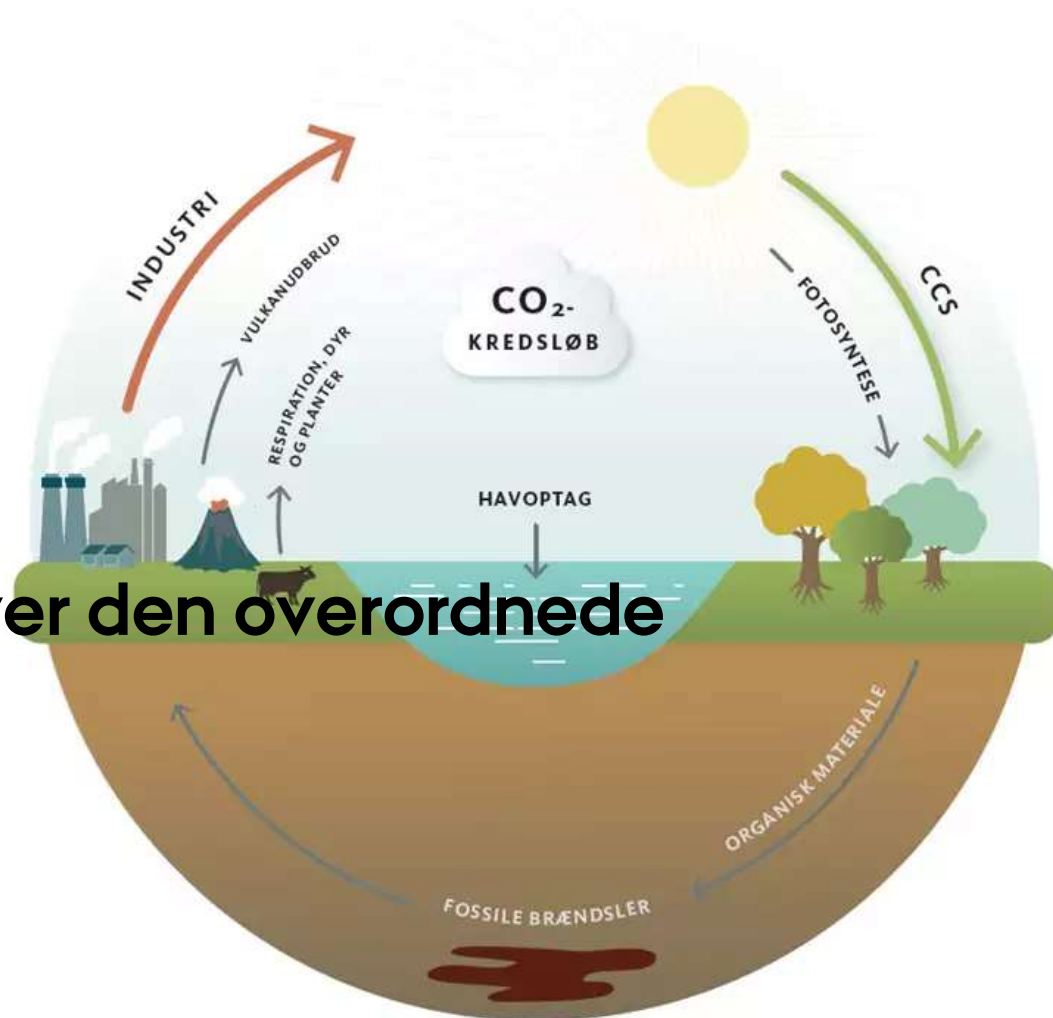 INDUSTRI
VULKANUDBRUD
RESPIRATION, DYR
OG PLANTER
CO₂-
KREDSLØB
FOTOSYNTESE
CCS
HAVOPTAG
er den overordnede
ORGANISK MATERIALE
FOSSILE BRÆNDSLER